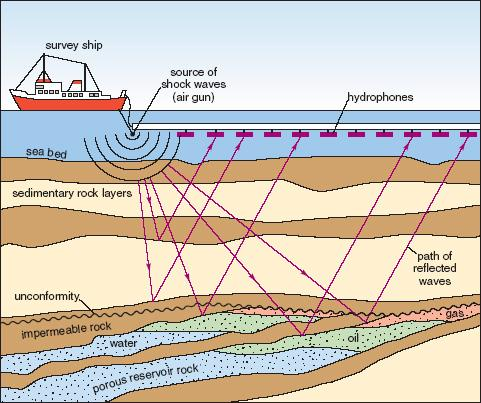 survey ship
source of
shock waves
(air gun)
hydrophones
sea bed
sedimentary rock layers
path of
reflected
waves
unconformity
gas
impermeable rock
water
oil
porous reservoir rock